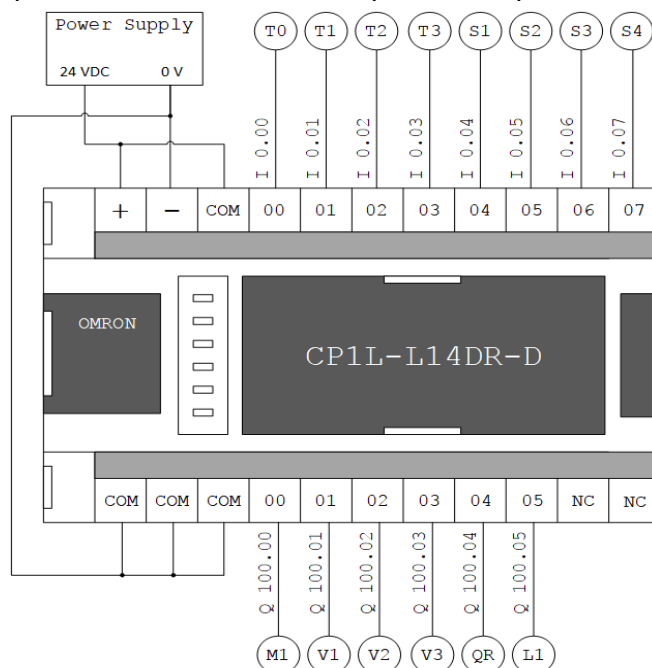 Power Supply
24 VDC 0 V
T0 T1 T2 T3 S1 S2 S3 S4
I 0.00 I 0.01 I 0.02 I 0.03 I 0.04 I 0.05 I 0.06 I 0.07
+ − COM 00 01 02 03 04 05 06 07
OMRON
CP1L-L14DR-D
COM COM COM 00 01 02 03 04 05 NC NC
Q 100.00 Q 100.01 Q 100.02 Q 100.03 Q 100.04 Q 100.05
M1 V1 V2 V3 QR L1